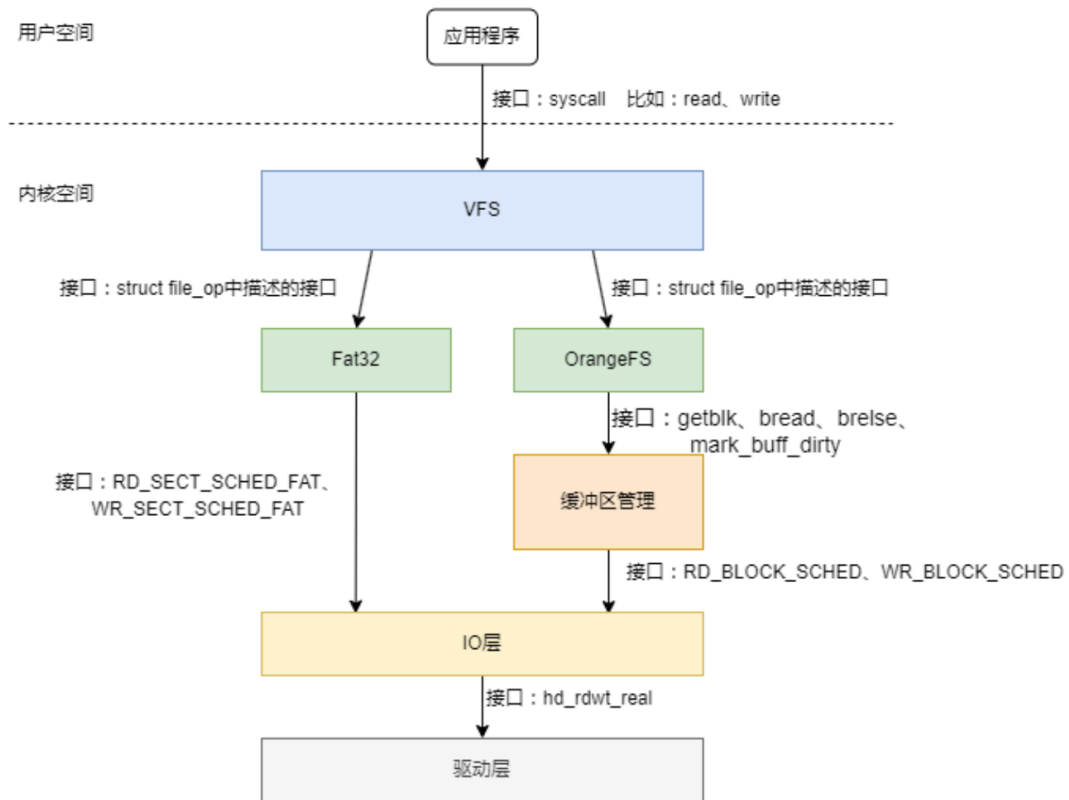 用户空间
应用程序
接口：syscall 比如：read、write
内核空间
VFS
接口：struct file_op中描述的接口
接口：struct file_op中描述的接口
Fat32
OrangeFS
接口：getblk、bread、brelse、
mark_buff_dirty
接口：RD_SECT_SCHED_FAT、
WR_SECT_SCHED_FAT
缓冲区管理
接口：RD_BLOCK_SCHED、WR_BLOCK_SCHED
IO层
接口：hd_rdwt_real
驱动层